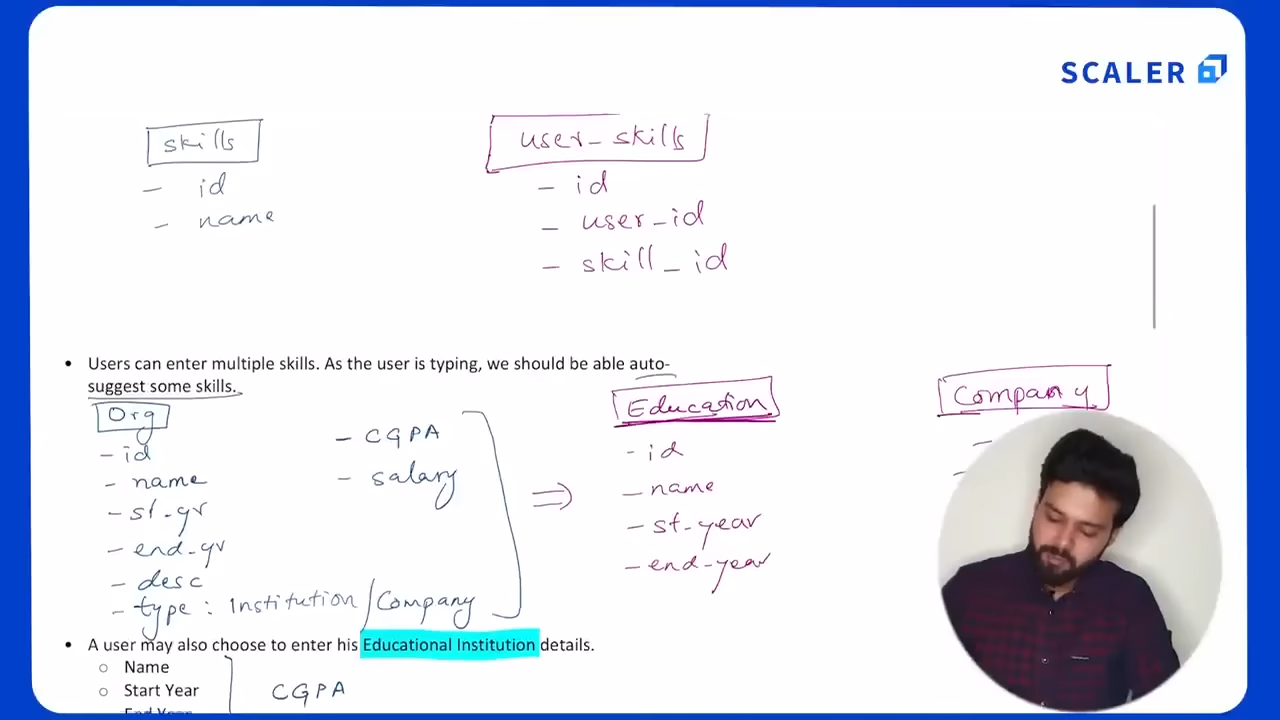 SCALER
skills
- id
- name
user_skills
- id
- user_id
- skill_id
• Users can enter multiple skills. As the user is typing, we should be able auto-
suggest some skills.
Org
- id
- name
- st-yr
- end-yr
- desc
- type : Institution / Company
- CGPA
- salary
⇒
Education
- id
- name
- st-year
- end-year
Company
-
-
• A user may also choose to enter his Educational Institution details.
○ Name
○ Start Year
○ End Year
CGPA